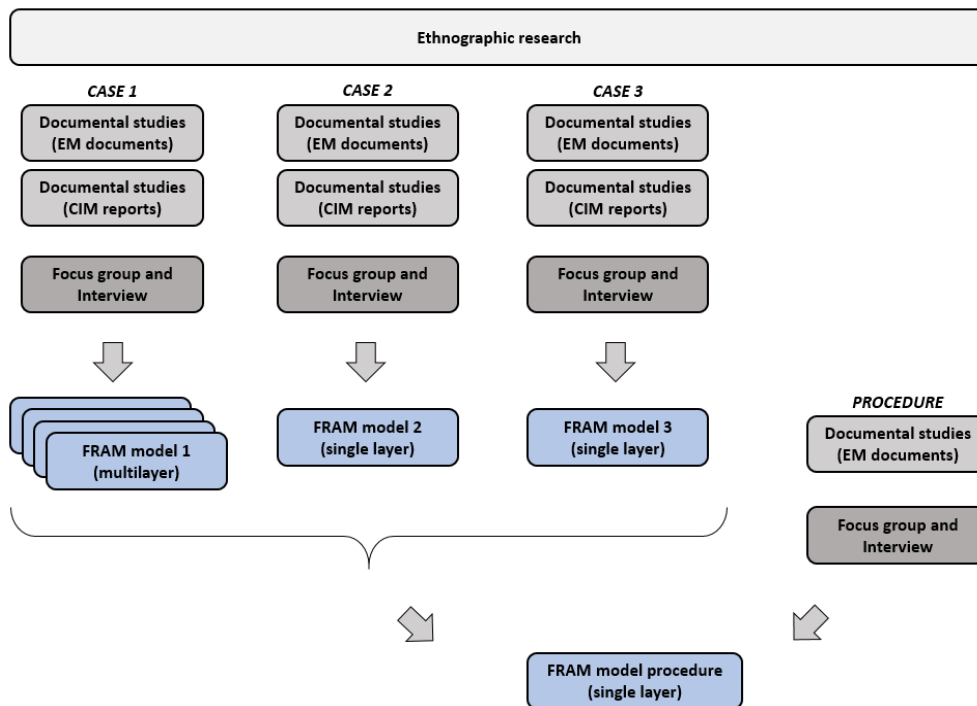 Ethnographic research
CASE 1
CASE 2
CASE 3
Documental studies
(EM documents)
Documental studies
(EM documents)
Documental studies
(EM documents)
Documental studies
(CIM reports)
Documental studies
(CIM reports)
Documental studies
(CIM reports)
Focus group and
Interview
Focus group and
Interview
Focus group and
Interview
FRAM model 1
(multilayer)
FRAM model 2
(single layer)
FRAM model 3
(single layer)
PROCEDURE
Documental studies
(EM documents)
Focus group and
Interview
FRAM model procedure
(single layer)